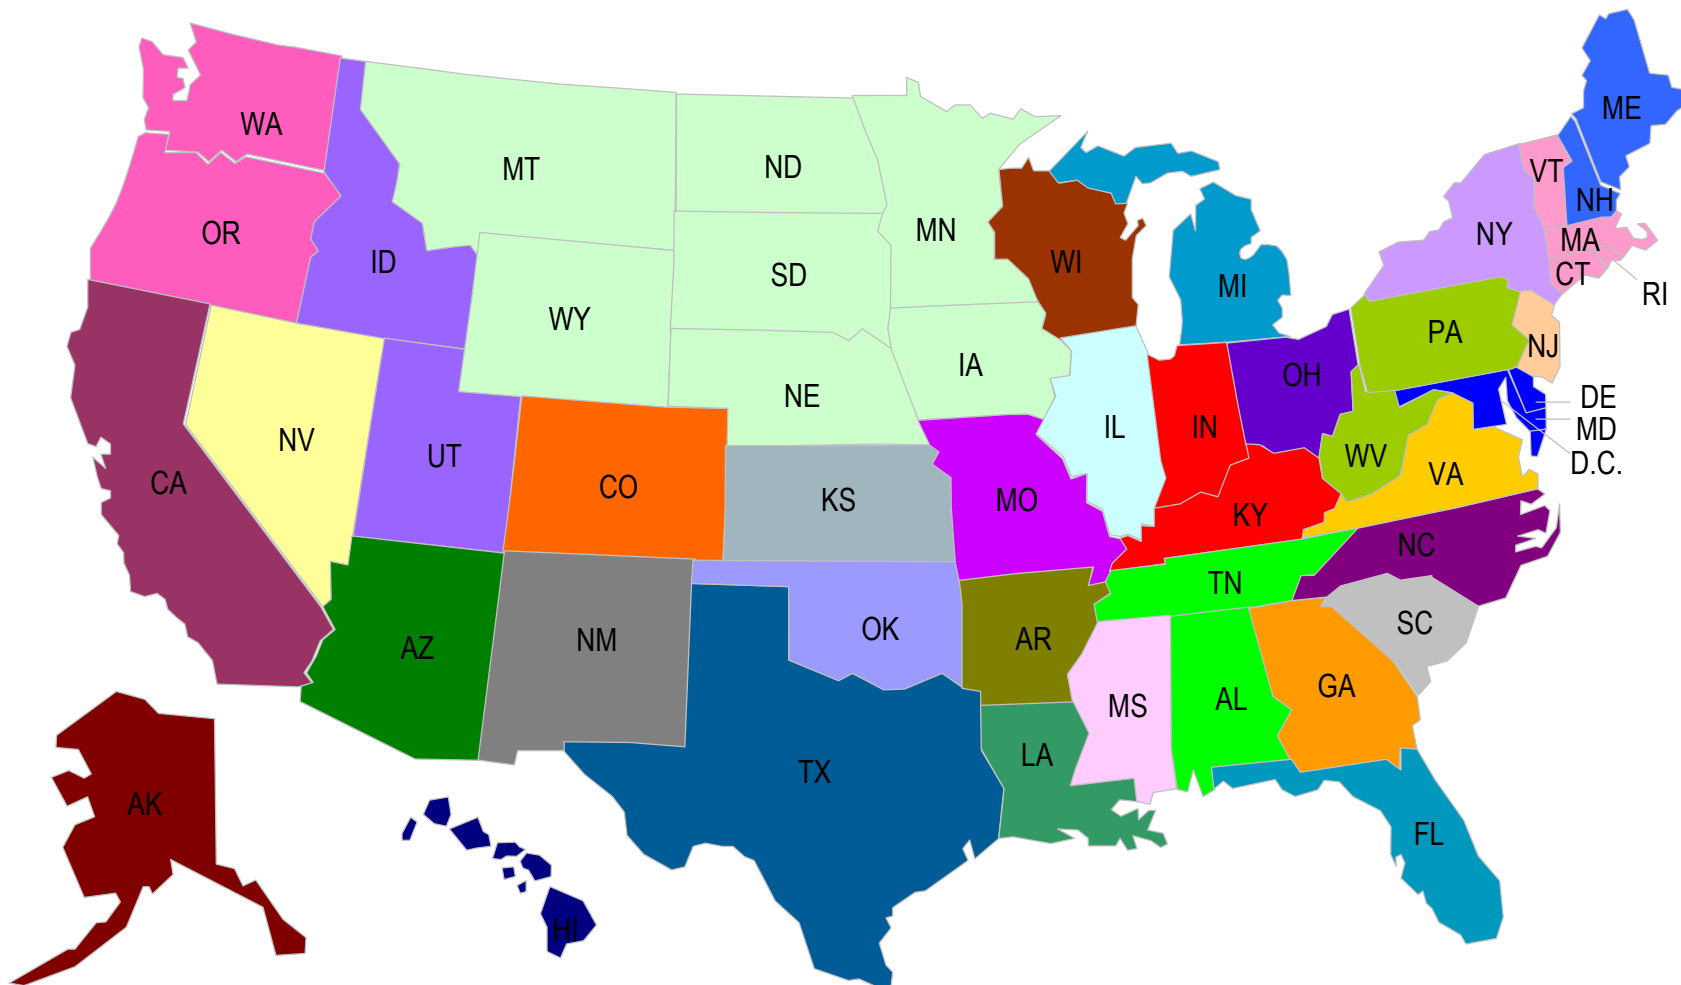 ME
WA
VT
MT
ND
NH
OR
MN
NY
MA
ID
WI
SD
CT
MI
RI
WY
PA
NJ
IA
OH
NE
DE
IL
IN
MD
NV
UT
WV
D.C.
CA
CO
VA
KS
MO
KY
NC
TN
SC
OK
AR
NM
AZ
GA
AL
MS
LA
TX
AK
FL
HI